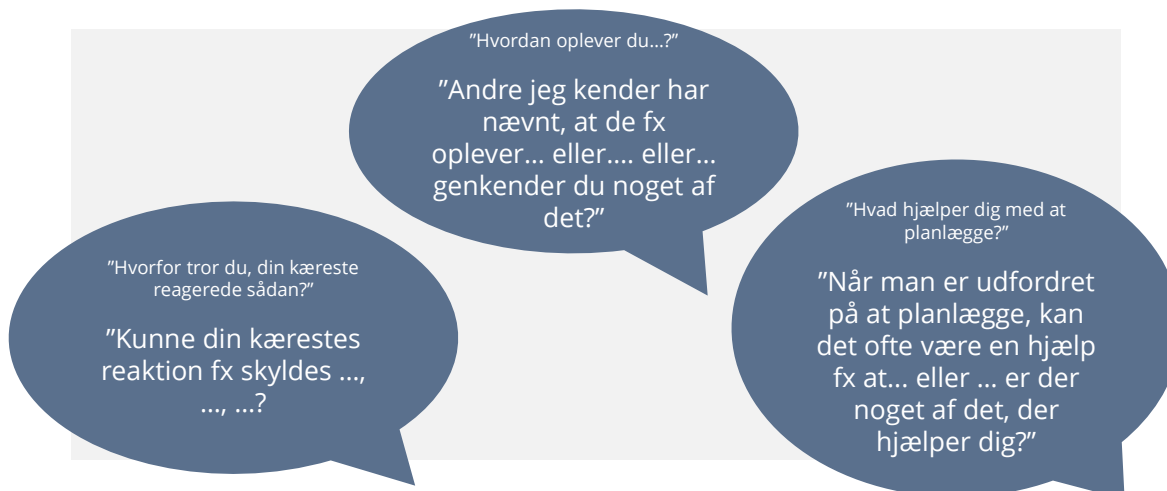 ”Hvordan oplever du...?”
”Andre jeg kender har
nævnt, at de fx
oplever... eller.... eller...
genkender du noget af
det?”
”Hvorfor tror du, din kæreste
reagerede sådan?”
”Kunne din kærestes
reaktion fx skyldes ...,
..., ...?
”Hvad hjælper dig med at
planlægge?”
”Når man er udfordret
på at planlægge, kan
det ofte være en hjælp
fx at... eller ... er der
noget af det, der
hjælper dig?”